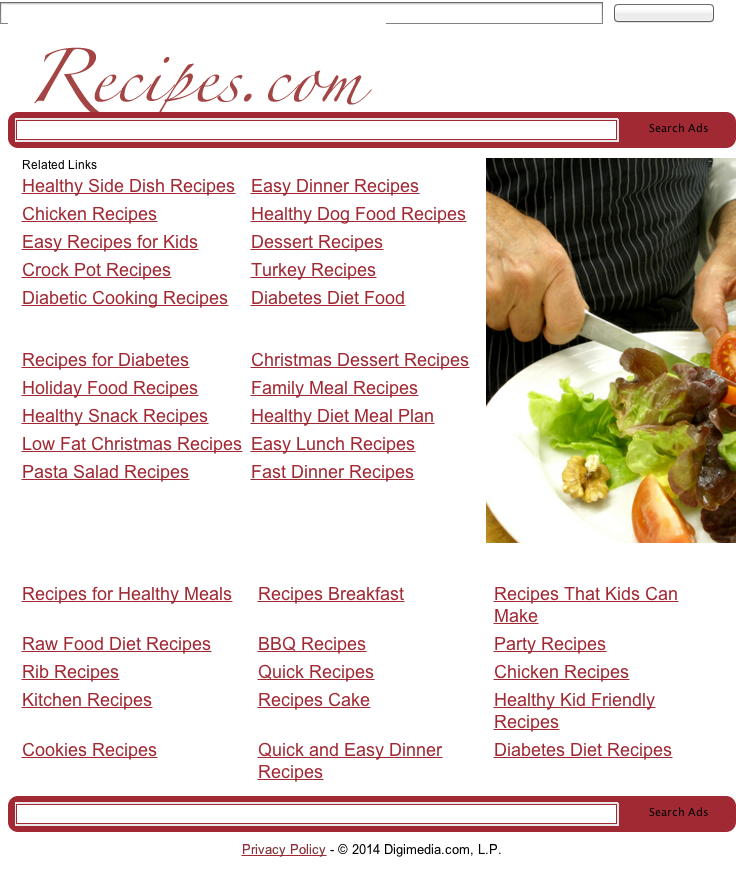 Recipes.com
Search Ads
Related Links
Healthy Side Dish Recipes Easy Dinner Recipes
Chicken Recipes Healthy Dog Food Recipes
Easy Recipes for Kids Dessert Recipes
Crock Pot Recipes Turkey Recipes
Diabetic Cooking Recipes Diabetes Diet Food
Recipes for Diabetes Christmas Dessert Recipes
Holiday Food Recipes Family Meal Recipes
Healthy Snack Recipes Healthy Diet Meal Plan
Low Fat Christmas Recipes Easy Lunch Recipes
Pasta Salad Recipes Fast Dinner Recipes
Recipes for Healthy Meals Recipes Breakfast Recipes That Kids Can
Make
Raw Food Diet Recipes BBQ Recipes Party Recipes
Rib Recipes Quick Recipes Chicken Recipes
Kitchen Recipes Recipes Cake Healthy Kid Friendly
Recipes
Cookies Recipes Quick and Easy Dinner Diabetes Diet Recipes
Recipes
Search Ads
Privacy Policy - © 2014 Digimedia.com, L.P.